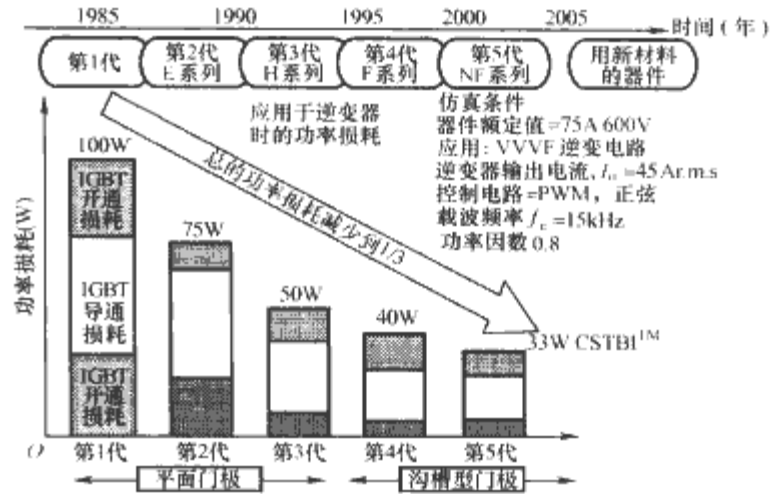 1985 1990 1995 2000 2005
时间(年)
第1代
第2代
E系列
第3代
H系列
第4代
F系列
第5代
NF系列
用新材料
的器件
应用于逆变器
时的功率损耗
仿真条件
器件额定值=75A 600V
应用:VVVF逆变电路
逆变器输出电流,
=45Ar.m.s
控制电路=PWM,正弦
载波频率fc=15kHz
功率因数0.8
总的功率损耗减少到1/3
功率损耗(W)
100W
IGBT
开通
损耗
IGBT
导通
损耗
IGBT
开通
损耗
75W
50W
40W
33W CSTBTTM
O
第1代 第2代 第3代 第4代 第5代
平面门极 沟槽型门极